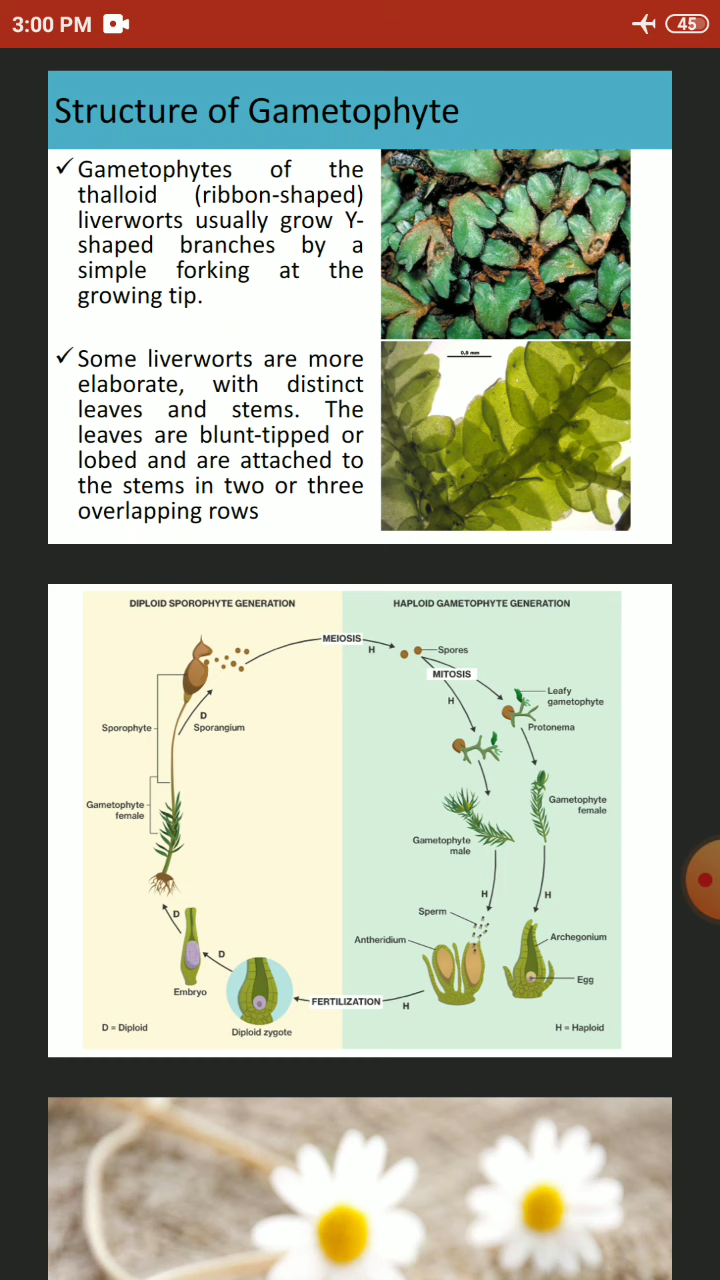 3:00 PM
45
Structure of Gametophyte
✓ Gametophytes of the
thalloid (ribbon-shaped)
liverworts usually grow Y-
shaped branches by a
simple forking at the
growing tip.
✓ Some liverworts are more
elaborate, with distinct
leaves and stems. The
leaves are blunt-tipped or
lobed and are attached to
the stems in two or three
overlapping rows
0,5 mm
DIPLOID SPOROPHYTE GENERATION
HAPLOID GAMETOPHYTE GENERATION
MEIOSIS
H
Spores
MITOSIS
H
Leafy
gametophyte
Protonema
D
Sporangium
Sporophyte
Gametophyte
female
Gametophyte
female
Gametophyte
male
H
H
Sperm
D
Antheridium
Archegonium
D
Egg
Embryo
FERTILIZATION
H
D = Diploid
Diploid zygote
H = Haploid